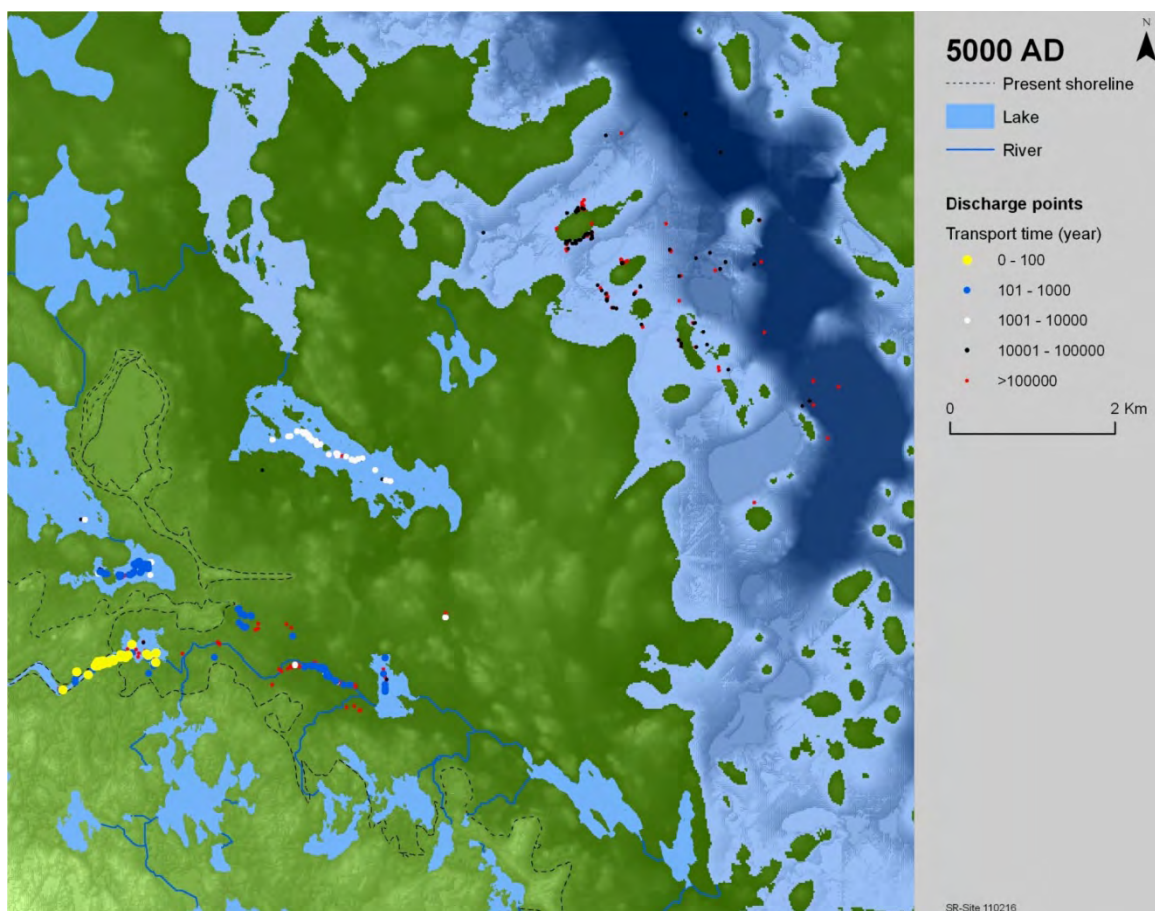 N
5000 AD
Present shoreline
Lake
River
Discharge points
Transport time (year)
0 - 100
101 - 1000
1001 - 10000
10001 - 100000
>100000
0 2 Km
SR-Site 110216